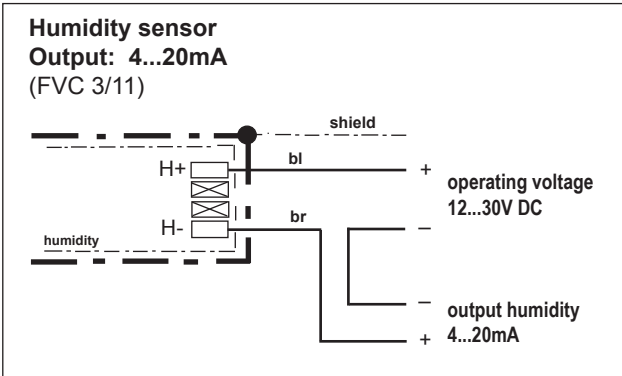 Humidity sensor
Output: 4...20mA
(FVC 3/11)
shield
H+
bl
+
operating voltage
12...30V DC
H-
br
–
humidity
–
output humidity
4...20mA
+